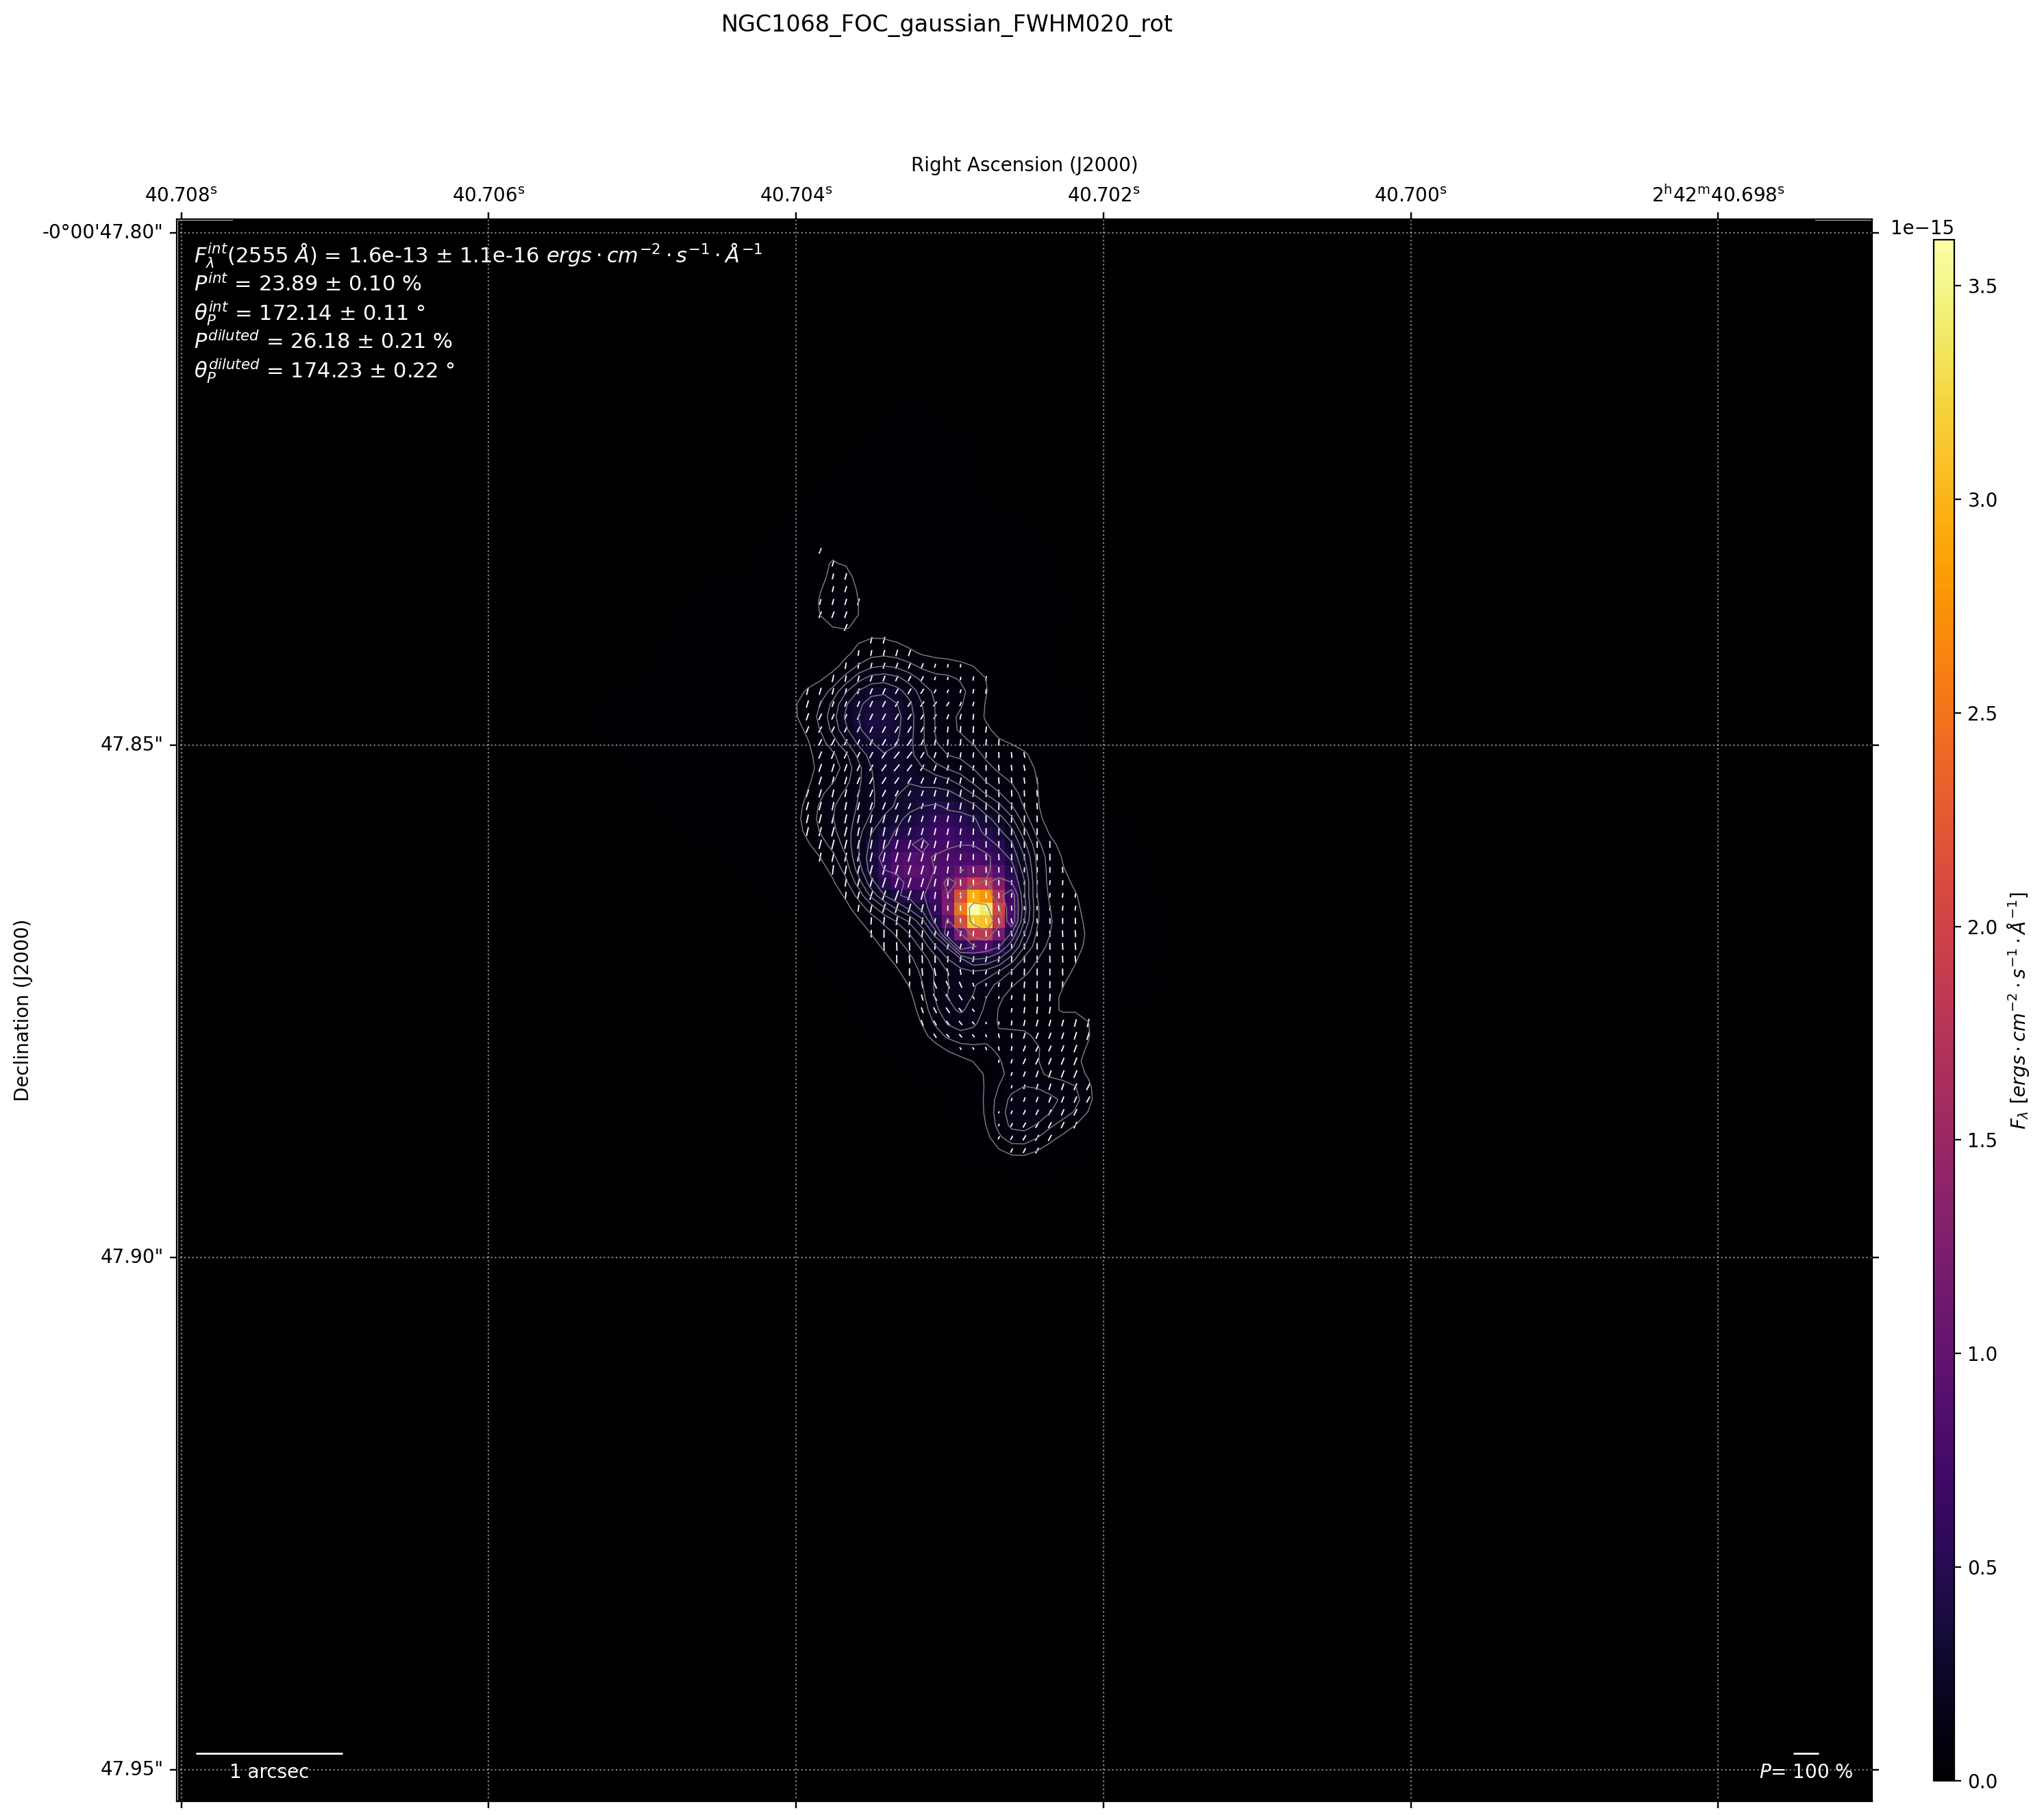 NGC1068_FOC_gaussian_FWHM020_rot
Right Ascension (J2000)
40.708ˢ 40.706ˢ 40.704ˢ 40.702ˢ 40.700ˢ 2ʰ42ᵐ40.698ˢ
-0°00'47.80"
47.85"
47.90"
47.95"
Declination (J2000)
F_λ^int(2555 Å) = 1.6e-13 ± 1.1e-16 ergs · cm⁻² · s⁻¹ · Å⁻¹
P^int = 23.89 ± 0.10 %
θ_P^int = 172.14 ± 0.11 °
P^diluted = 26.18 ± 0.21 %
θ_P^diluted = 174.23 ± 0.22 °
1 arcsec
P= 100 %
1e−15
3.5
3.0
2.5
2.0
1.5
1.0
0.5
0.0
F_λ [ergs · cm⁻² · s⁻¹ · Å⁻¹]